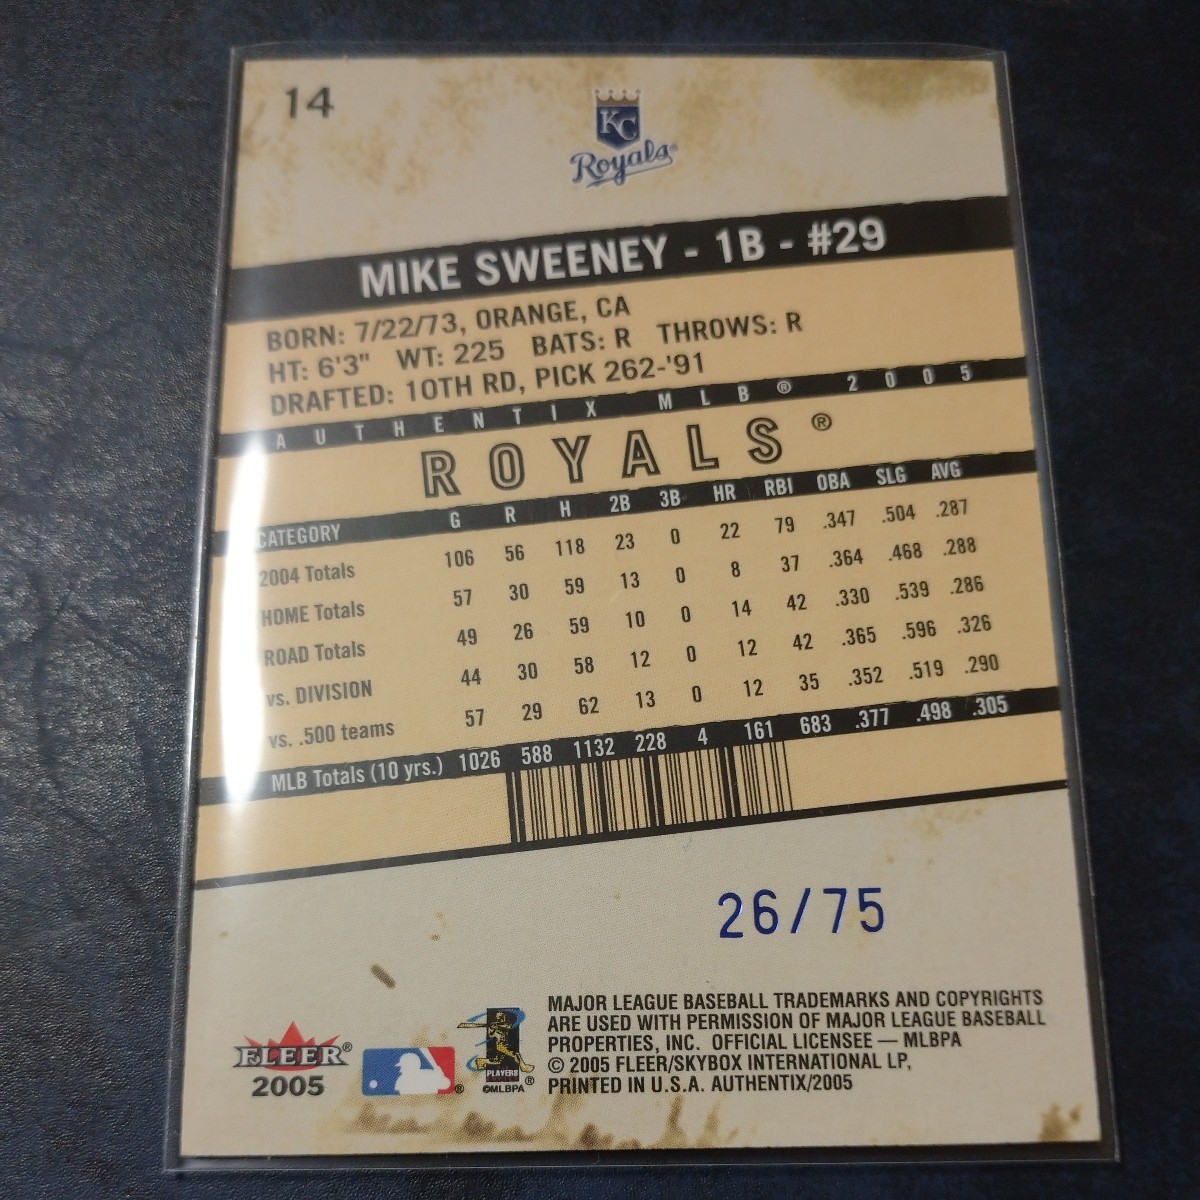 14
KC
Royals
MIKE SWEENEY - 1B - #29
BORN: 7/22/73, ORANGE, CA
HT: 6'3" WT: 225 BATS: R THROWS: R
DRAFTED: 10TH RD, PICK 262-'91
AUTHENTIX MLB® 2005
ROYALS®
CATEGORY G R H 2B 3B HR RBI OBA SLG AVG
2004 Totals 106 56 118 23 0 22 79 .347 .504 .287
HOME Totals 57 30 59 13 0 8 37 .364 .468 .288
ROAD Totals 49 26 59 10 0 14 42 .330 .539 .286
vs. DIVISION 44 30 58 12 0 12 42 .365 .596 .326
vs. .500 teams 57 29 62 13 0 12 35 .352 .519 .290
MLB Totals (10 yrs.) 1026 588 1132 228 4 161 683 .377 .498 .305
26/75
MAJOR LEAGUE BASEBALL TRADEMARKS AND COPYRIGHTS
ARE USED WITH PERMISSION OF MAJOR LEAGUE BASEBALL
PROPERTIES, INC. OFFICIAL LICENSEE — MLBPA
© 2005 FLEER/SKYBOX INTERNATIONAL LP,
PRINTED IN U.S.A. AUTHENTIX/2005
FLEER®
2005
®
PLAYERS
©MLBPA®